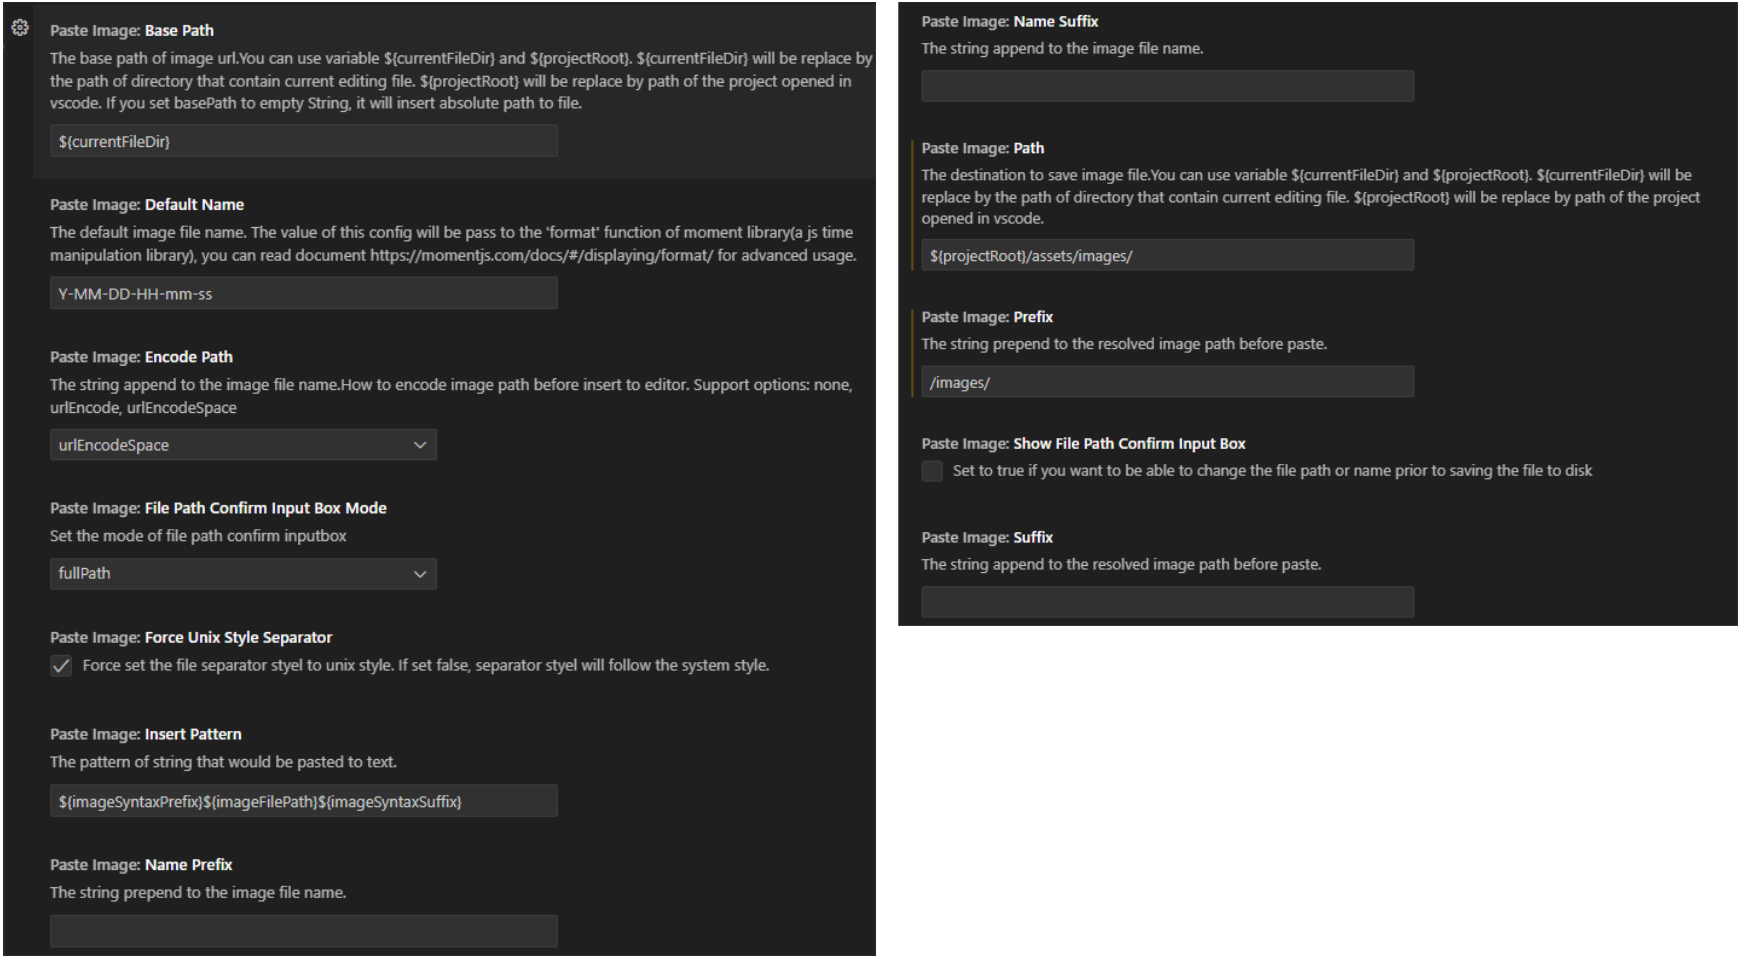 Paste Image: Base Path
The base path of image url.You can use variable ${currentFileDir} and ${projectRoot}. ${currentFileDir} will be replace by
the path of directory that contain current editing file. ${projectRoot} will be replace by path of the project opened in
vscode. If you set basePath to empty String, it will insert absolute path to file.
${currentFileDir}
Paste Image: Default Name
The default image file name. The value of this config will be pass to the 'format' function of moment library(a js time
manipulation library), you can read document https://momentjs.com/docs/#/displaying/format/ for advanced usage.
Y-MM-DD-HH-mm-ss
Paste Image: Encode Path
The string append to the image file name.How to encode image path before insert to editor. Support options: none,
urlEncode, urlEncodeSpace
urlEncodeSpace
Paste Image: File Path Confirm Input Box Mode
Set the mode of file path confirm inputbox
fullPath
Paste Image: Force Unix Style Separator
Force set the file separator styel to unix style. If set false, separator styel will follow the system style.
Paste Image: Insert Pattern
The pattern of string that would be pasted to text.
${imageSyntaxPrefix}${imageFilePath}${imageSyntaxSuffix}
Paste Image: Name Prefix
The string prepend to the image file name.
Paste Image: Name Suffix
The string append to the image file name.
Paste Image: Path
The destination to save image file.You can use variable ${currentFileDir} and ${projectRoot}. ${currentFileDir} will be
replace by the path of directory that contain current editing file. ${projectRoot} will be replace by path of the project
opened in vscode.
${projectRoot}/assets/images/
Paste Image: Prefix
The string prepend to the resolved image path before paste.
/images/
Paste Image: Show File Path Confirm Input Box
Set to true if you want to be able to change the file path or name prior to saving the file to disk
Paste Image: Suffix
The string append to the resolved image path before paste.